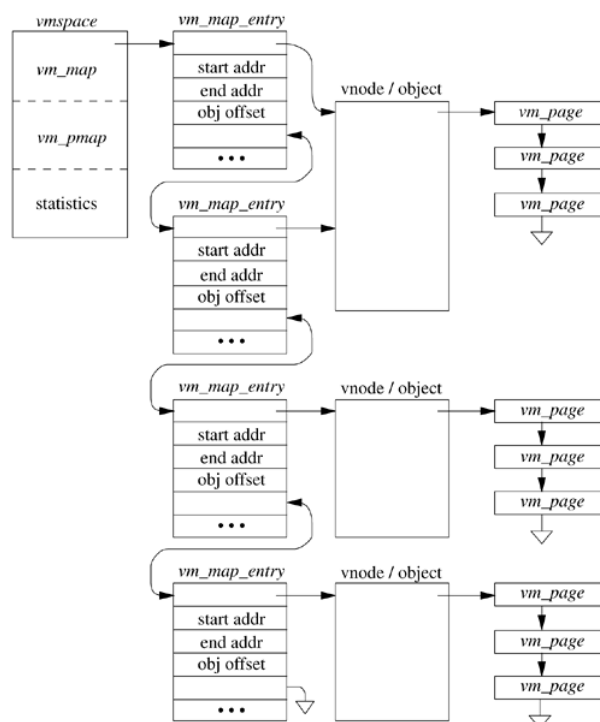 vmspace
vm_map
vm_pmap
statistics
vm_map_entry
start addr
end addr
obj offset
• • •
vnode / object
vm_page
vm_page
vm_page
vm_map_entry
start addr
end addr
obj offset
• • •
vm_map_entry
start addr
end addr
obj offset
• • •
vnode / object
vm_page
vm_page
vm_page
vm_map_entry
start addr
end addr
obj offset
• • •
vnode / object
vm_page
vm_page
vm_page